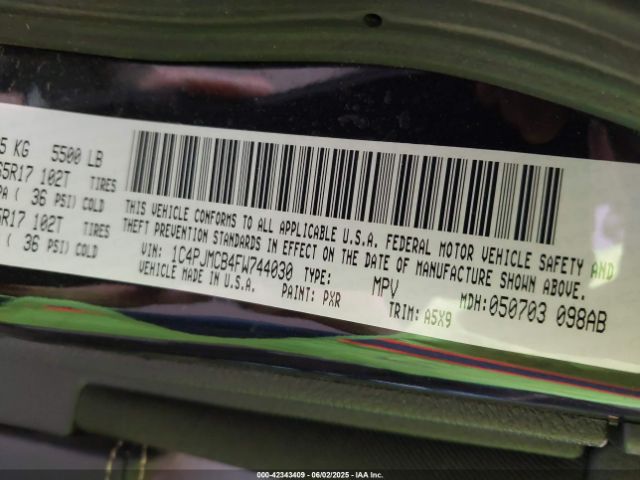 5 KG 5500 LB
65R17 102T TIRES
PA ( 36 PSI) COLD
5R17 102T TIRES
( 36 PSI) COLD
THIS VEHICLE CONFORMS TO ALL APPLICABLE U.S.A. FEDERAL MOTOR VEHICLE SAFETY AND
THEFT PREVENTION STANDARDS IN EFFECT ON THE DATE OF MANUFACTURE SHOWN ABOVE.
VIN: 1C4PJMCB4FW744030 TYPE: MPV MDH: 050703 098AB
VEHICLE MADE IN U.S.A. PAINT: PXR TRIM: A5X9
000-42343409 - 06/02/2025 - IAA Inc.